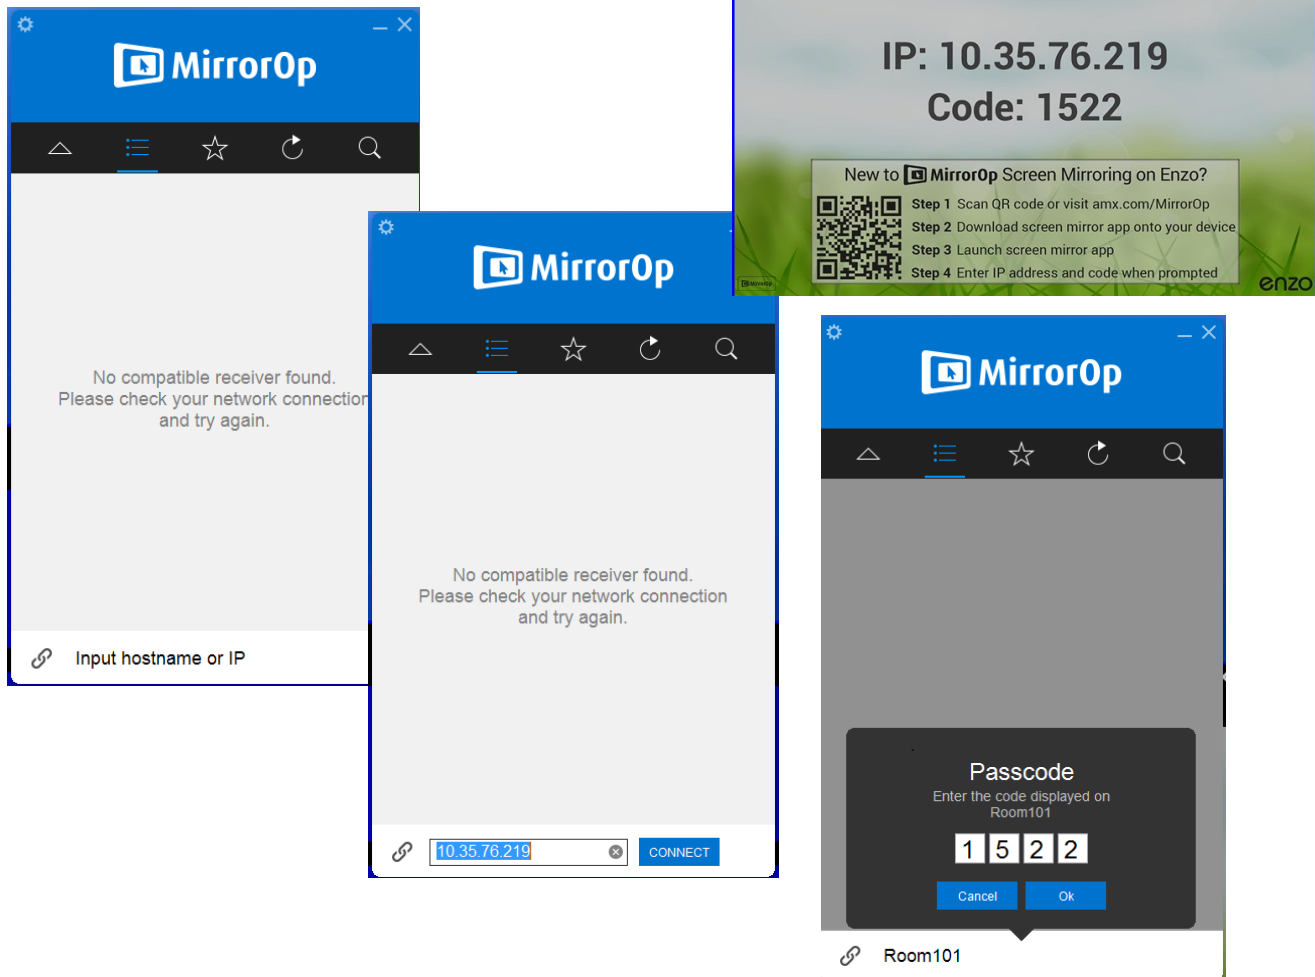 MirrorOp
No compatible receiver found.
Please check your network connection
and try again.
Input hostname or IP
MirrorOp
No compatible receiver found.
Please check your network connection
and try again.
10.35.76.219
CONNECT
IP: 10.35.76.219
Code: 1522
New to MirrorOp Screen Mirroring on Enzo?
Step 1 Scan QR code or visit amx.com/MirrorOp
Step 2 Download screen mirror app onto your device
Step 3 Launch screen mirror app
Step 4 Enter IP address and code when prompted
MirrorOp
enzo
MirrorOp
Passcode
Enter the code displayed on
Room101
1 5 2 2
Cancel Ok
Room101